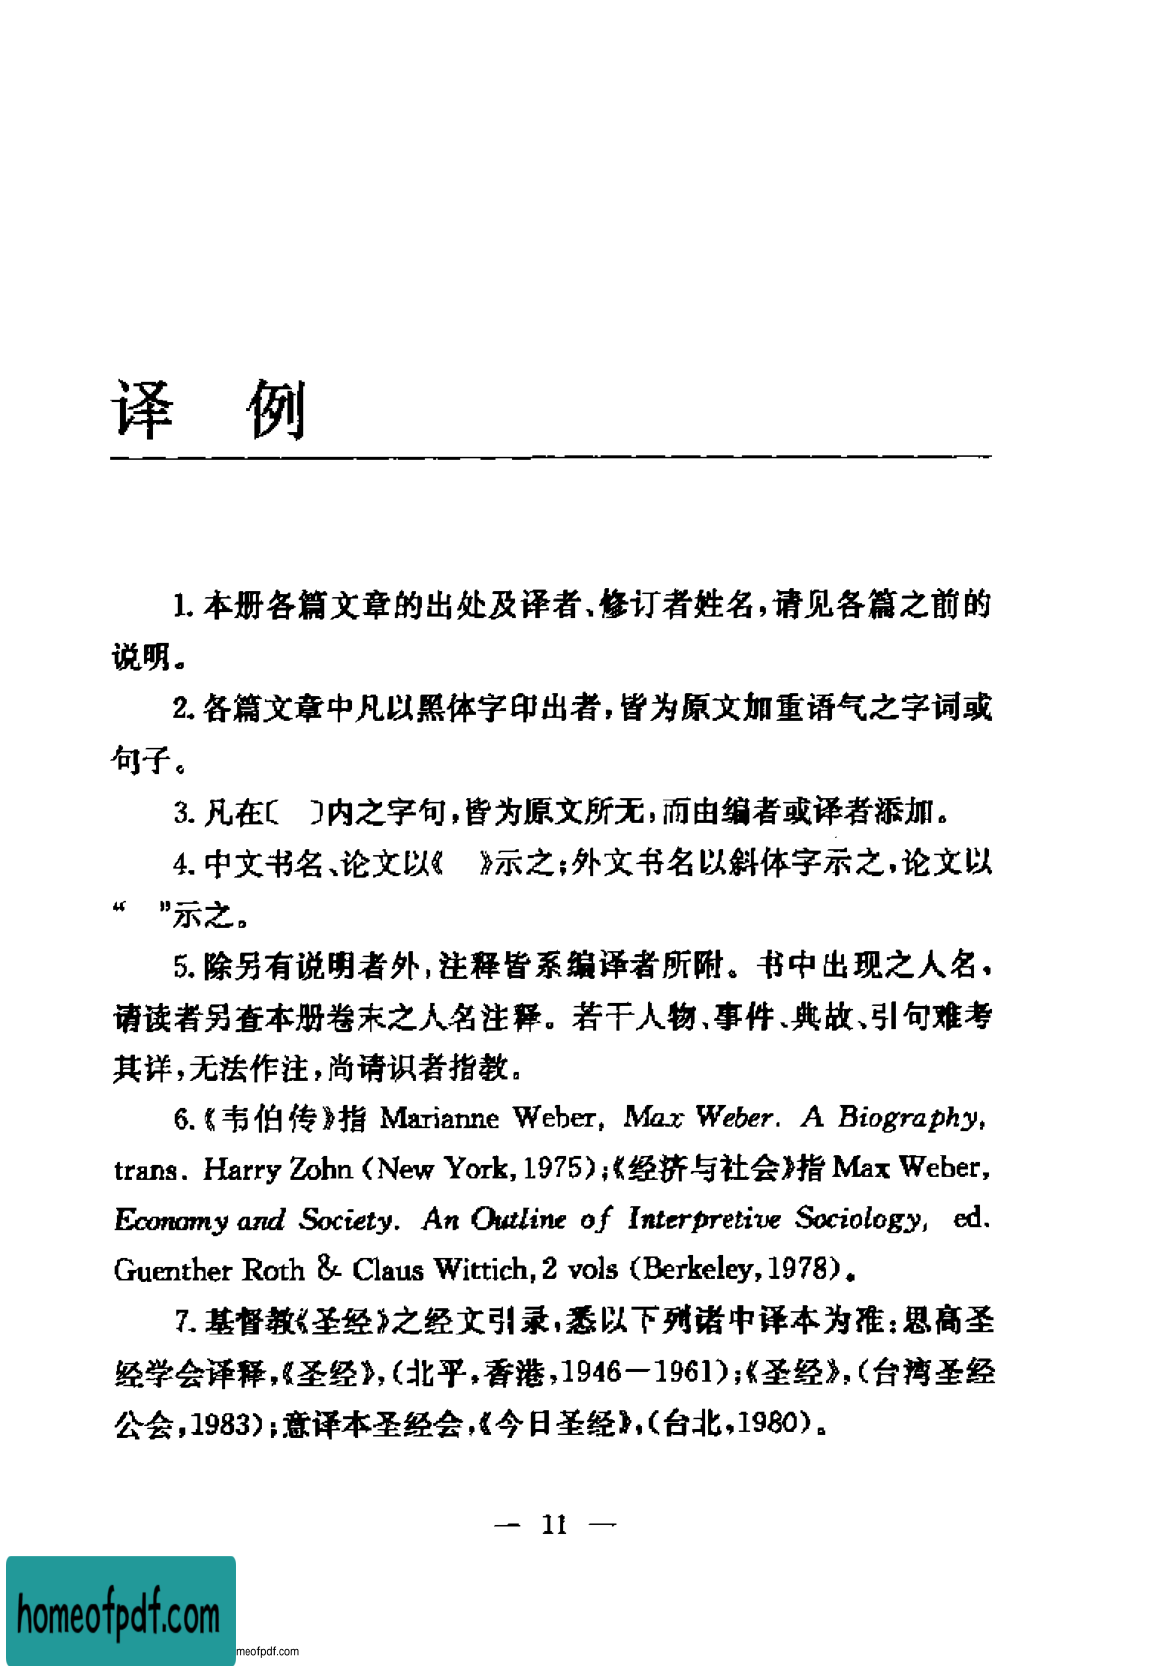 译 例
1. 本册各篇文章的出处及译者、修订者姓名,请见各篇之前的
说明。
2. 各篇文章中凡以黑体字印出者,皆为原文加重语气之字词或
句子。
3. 凡在〔 〕内之字句,皆为原文所无,而由编者或译者添加。
4. 中文书名、论文以《 》示之;外文书名以斜体字示之,论文以
“ ”示之。
5. 除另有说明者外,注释皆系编译者所附。书中出现之人名,
请读者另查本册卷末之人名注释。若干人物、事件、典故、引句难考
其详,无法作注,尚请识者指教。
6.《韦伯传》指 Marianne Weber, Max Weber. A Biography,
trans. Harry Zohn (New York, 1975);《经济与社会》指 Max Weber,
Economy and Society. An Outline of Interpretive Sociology, ed.
Guenther Roth & Claus Wittich, 2 vols (Berkeley, 1978)。
7. 基督教《圣经》之经文引录,悉以下列诸中译本为准:思高圣
经学会译释,《圣经》,(北平,香港,1946—1961);《圣经》,(台湾圣经
公会,1983);意译本圣经会,《今日圣经》,(台北,1980)。
— 11 —
homeofpdf.com
meofpdf.com